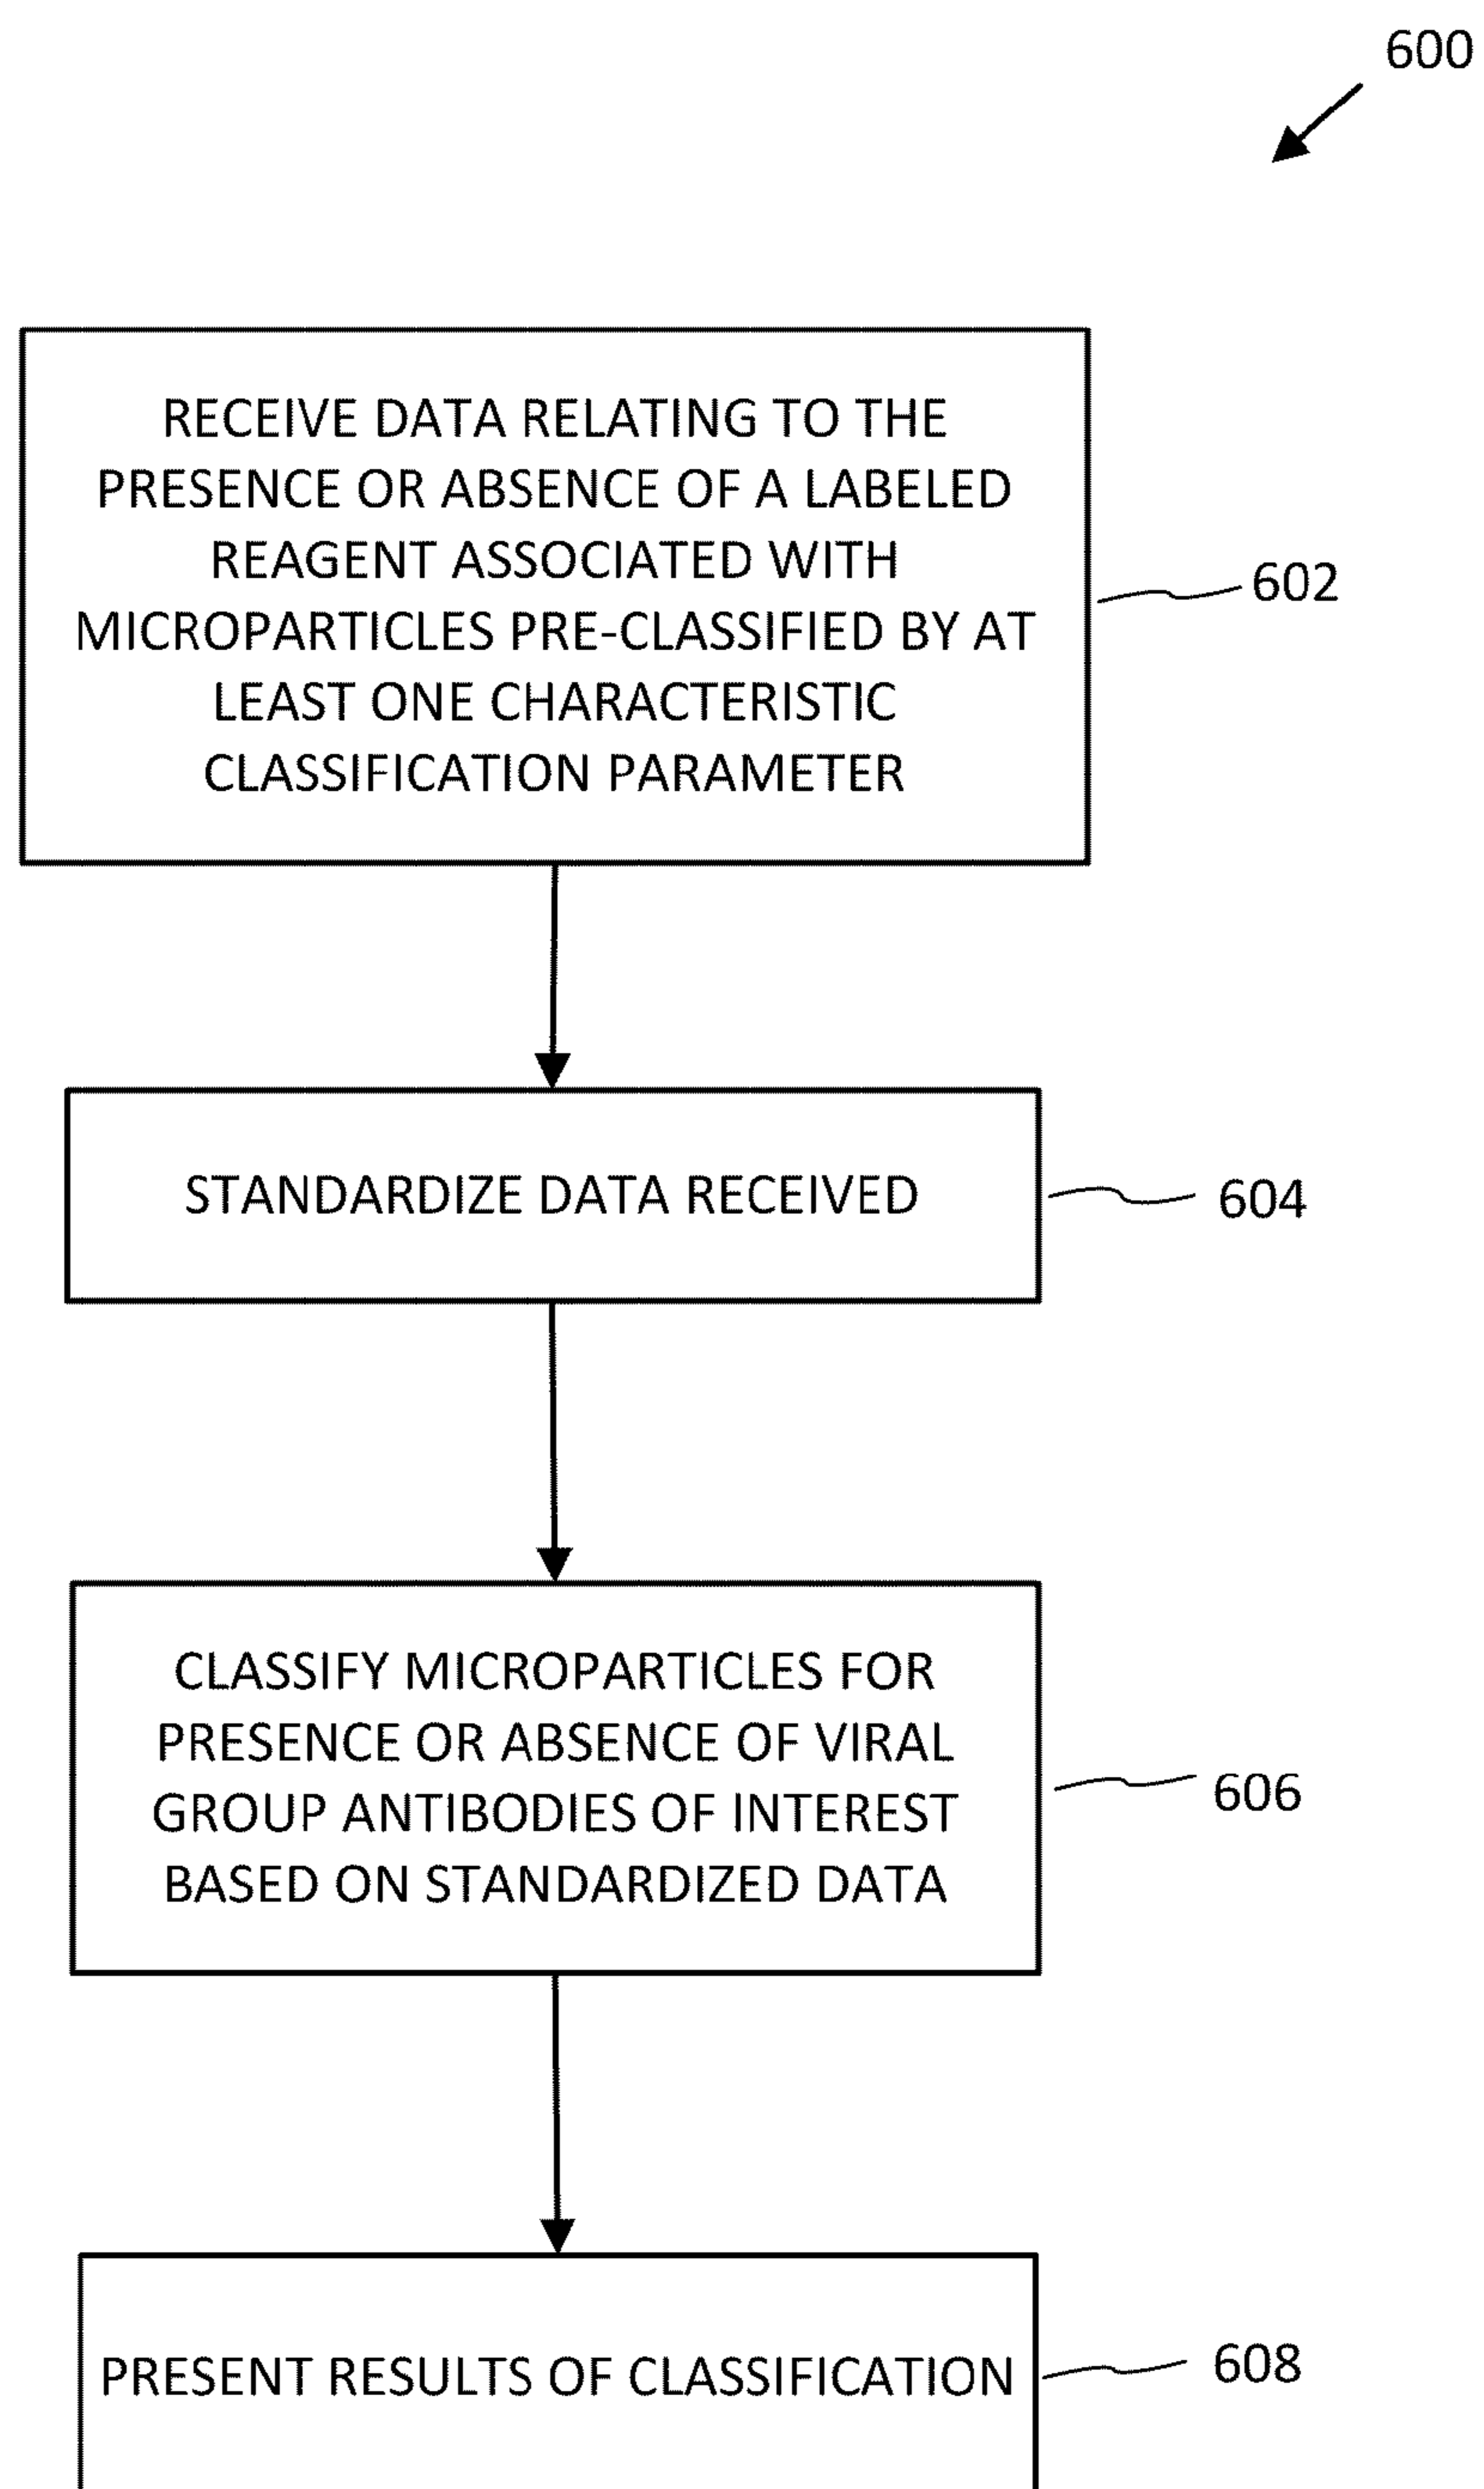 600
RECEIVE DATA RELATING TO THE
PRESENCE OR ABSENCE OF A LABELED
REAGENT ASSOCIATED WITH
MICROPARTICLES PRE-CLASSIFIED BY AT
LEAST ONE CHARACTERISTIC
CLASSIFICATION PARAMETER
602
STANDARDIZE DATA RECEIVED
604
CLASSIFY MICROPARTICLES FOR
PRESENCE OR ABSENCE OF VIRAL
GROUP ANTIBODIES OF INTEREST
BASED ON STANDARDIZED DATA
606
PRESENT RESULTS OF CLASSIFICATION
608